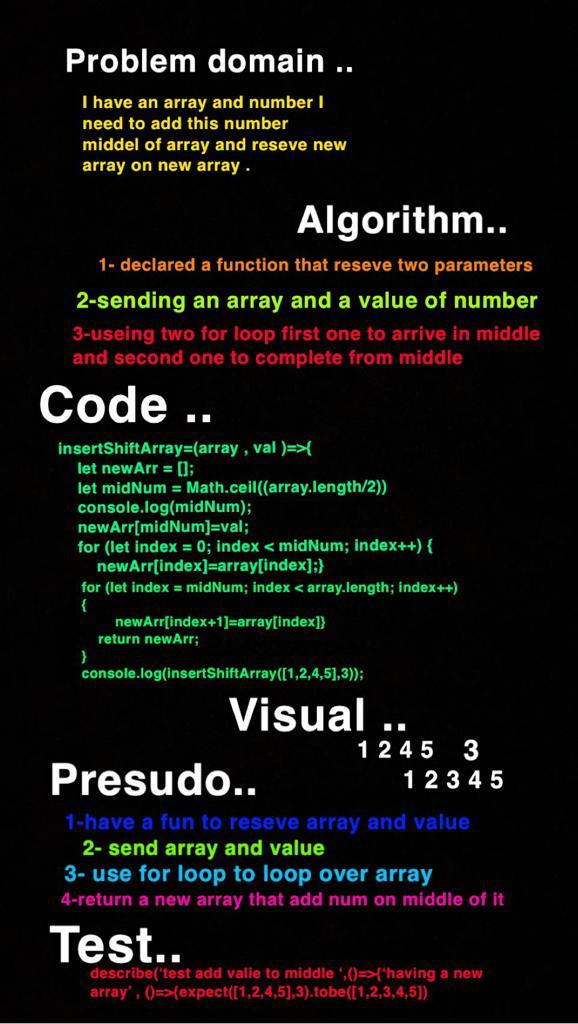 Problem domain ..
I have an array and number I
need to add this number
middel of array and reseve new
array on new array .
Algorithm..
1- declared a function that reseve two parameters
2-sending an array and a value of number
3-useing two for loop first one to arrive in middle
and second one to complete from middle
Code ..
insertShiftArray=(array , val )=>{
let newArr = [];
let midNum = Math.ceil((array.length/2))
console.log(midNum);
newArr[midNum]=val;
for (let index = 0; index < midNum; index++) {
newArr[index]=array[index];}
for (let index = midNum; index < array.length; index++)
{
newArr[index+1]=array[index]}
return newArr;
}
console.log(insertShiftArray([1,2,4,5],3));
Visual ..
1 2 4 5 3
1 2 3 4 5
Presudo..
1-have a fun to reseve array and value
2- send array and value
3- use for loop to loop over array
4-return a new array that add num on middle of it
Test..
describe(‘test add valie to middle ‘,()=>{‘having a new
array’ , ()=>{expect([1,2,4,5],3).tobe([1,2,3,4,5])